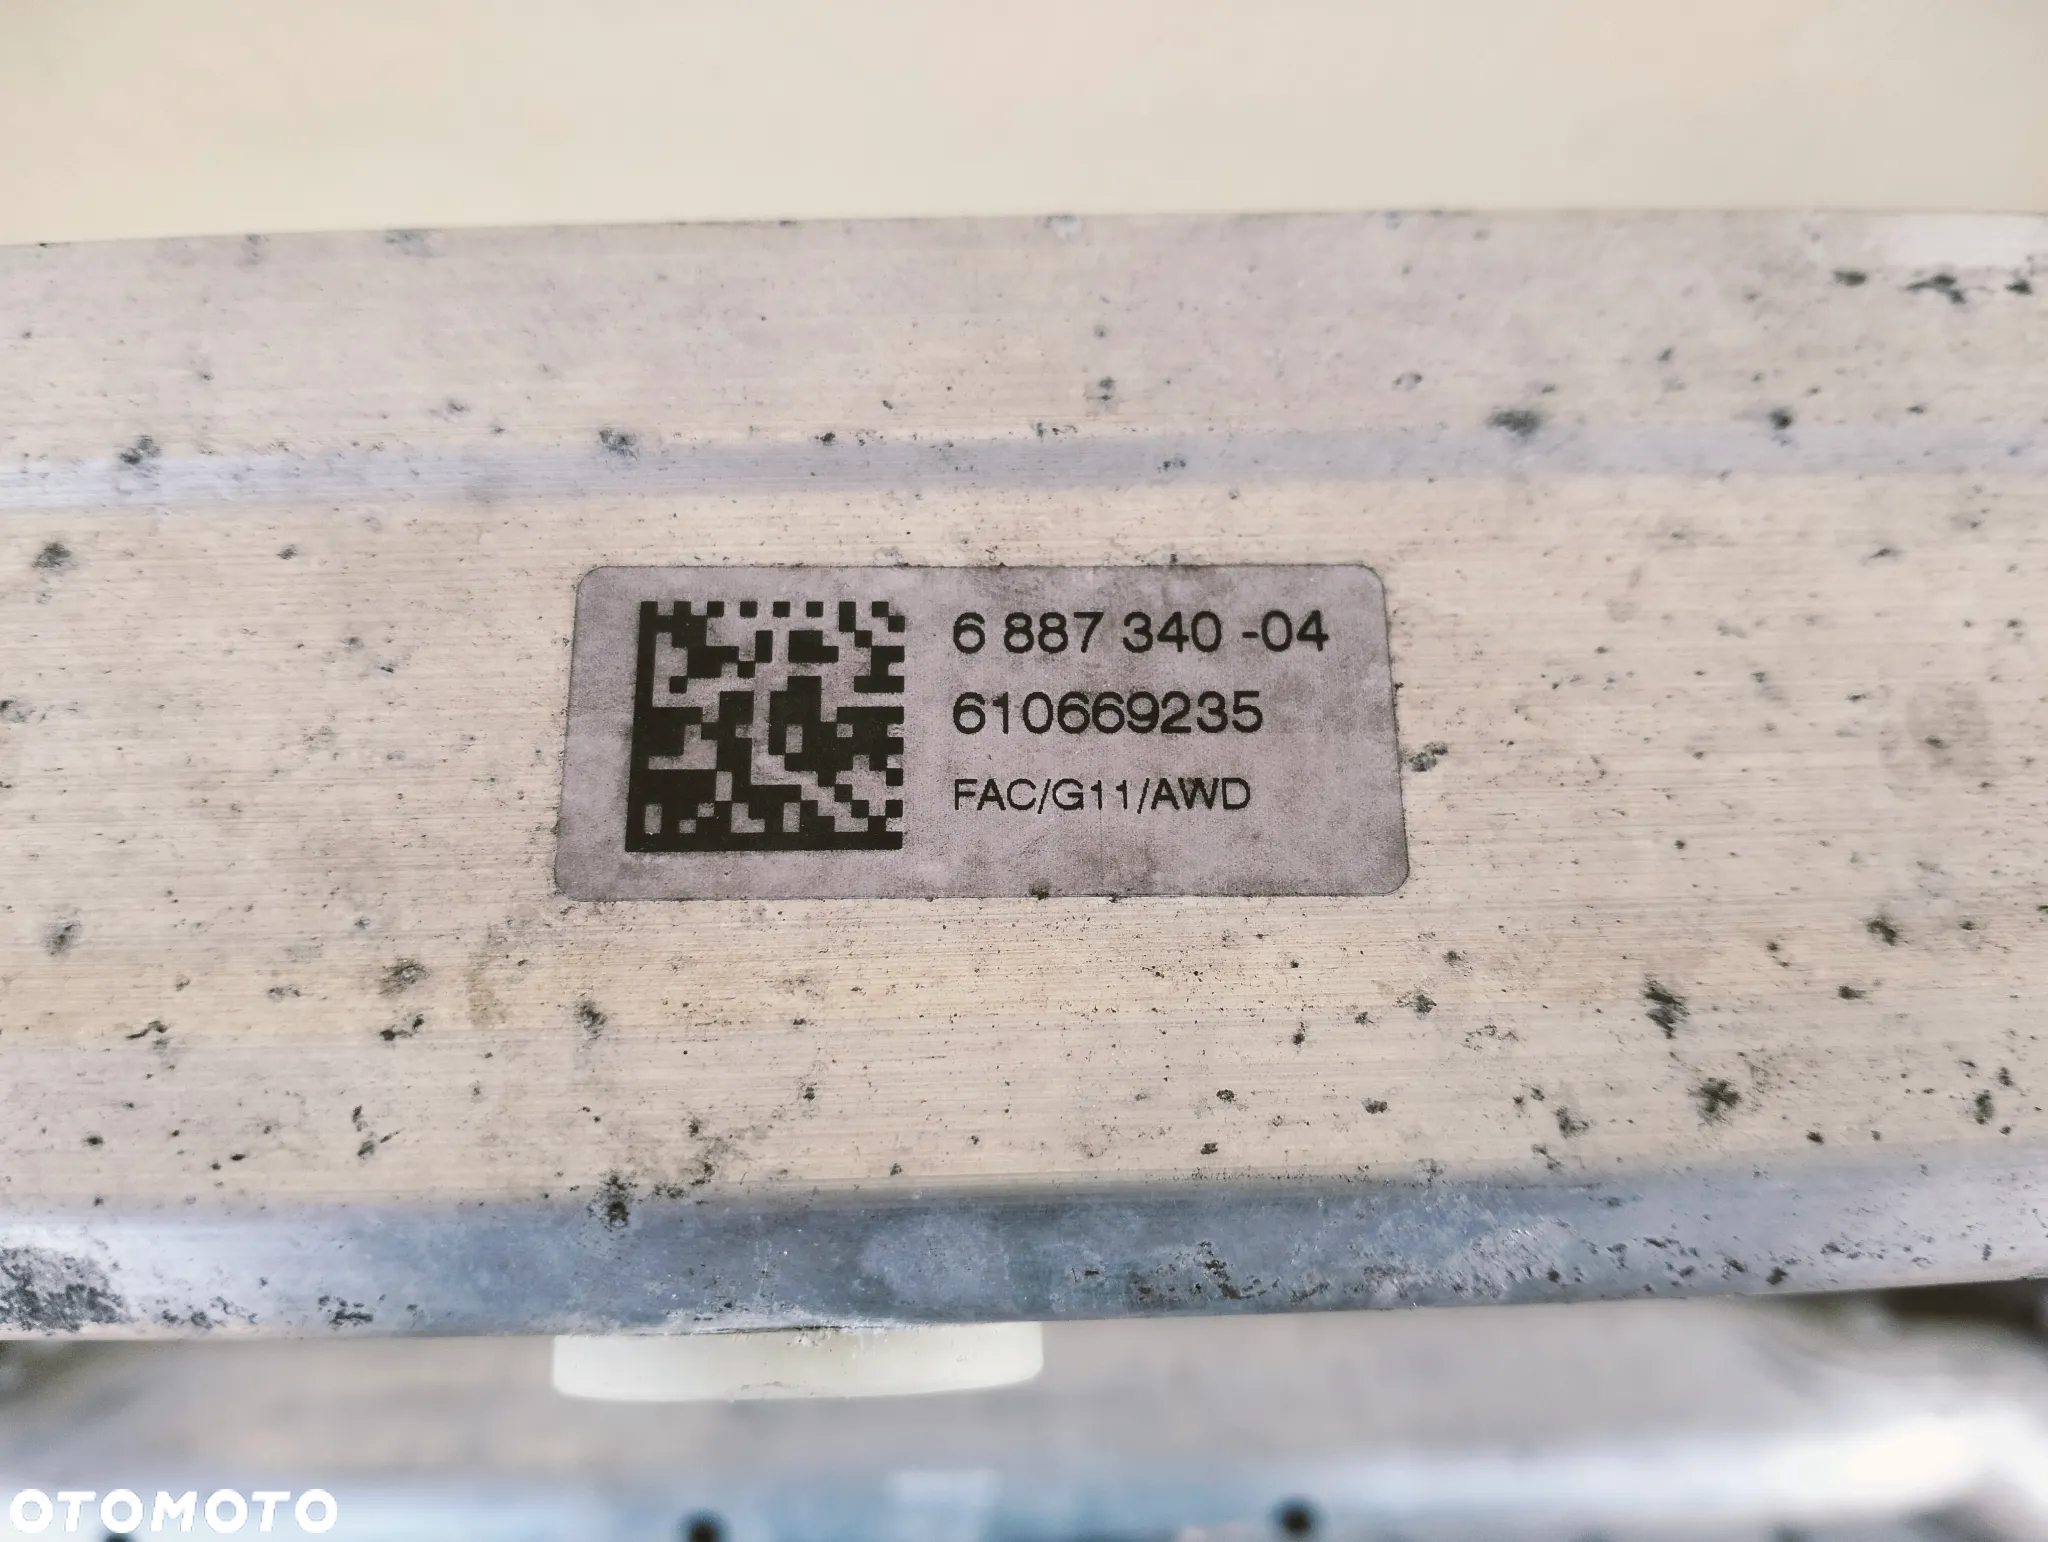 6 887 340 -04
610669235
FAC/G11/AWD
OTOMOTO